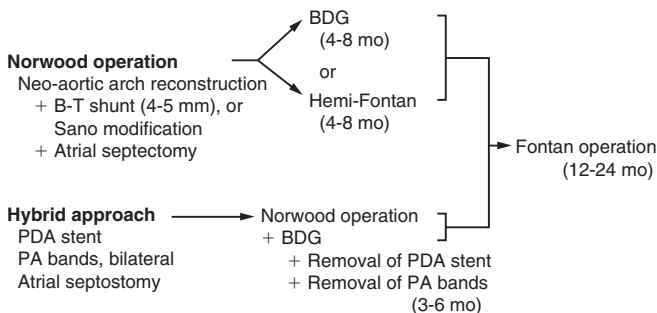 Norwood operation
Neo-aortic arch reconstruction
+ B-T shunt (4-5 mm), or
Sano modification
+ Atrial septectomy
BDG
(4-8 mo)
or
Hemi-Fontan
(4-8 mo)
Hybrid approach
PDA stent
PA bands, bilateral
Atrial septostomy
Norwood operation
+ BDG
+ Removal of PDA stent
+ Removal of PA bands
(3-6 mo)
Fontan operation
(12-24 mo)